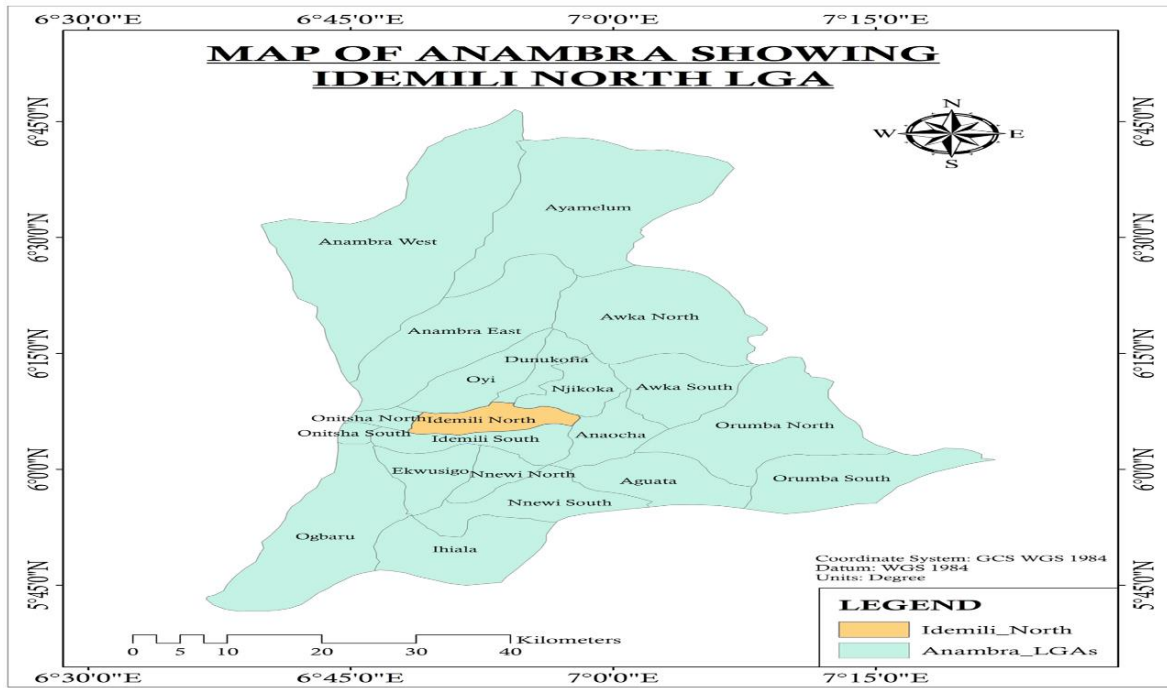 6°30'0"E 6°45'0"E 7°0'0"E 7°15'0"E
MAP OF ANAMBRA SHOWING
IDEMILI NORTH LGA
N
W E
S
6°45'0"N 6°45'0"N
Ayamelum
Anambra West
6°30'0"N 6°30'0"N
Awka North
Anambra East
6°15'0"N 6°15'0"N
Dunukofia
Oyi
Njikoka
Awka South
Onitsha North
Idemili North
Orumba North
Onitsha South
Idemili South
Anaocha
6°0'0"N 6°0'0"N
Ekwusigo
Nnewi North
Aguata
Orumba South
Nnewi South
Ogbaru
Ihiala
5°45'0"N 5°45'0"N
Coordinate System: GCS WGS 1984
Datum: WGS 1984
Units: Degree
LEGEND
Idemili_North
Anambra_LGAs
Kilometers
0 5 10 20 30 40
6°30'0"E 6°45'0"E 7°0'0"E 7°15'0"E